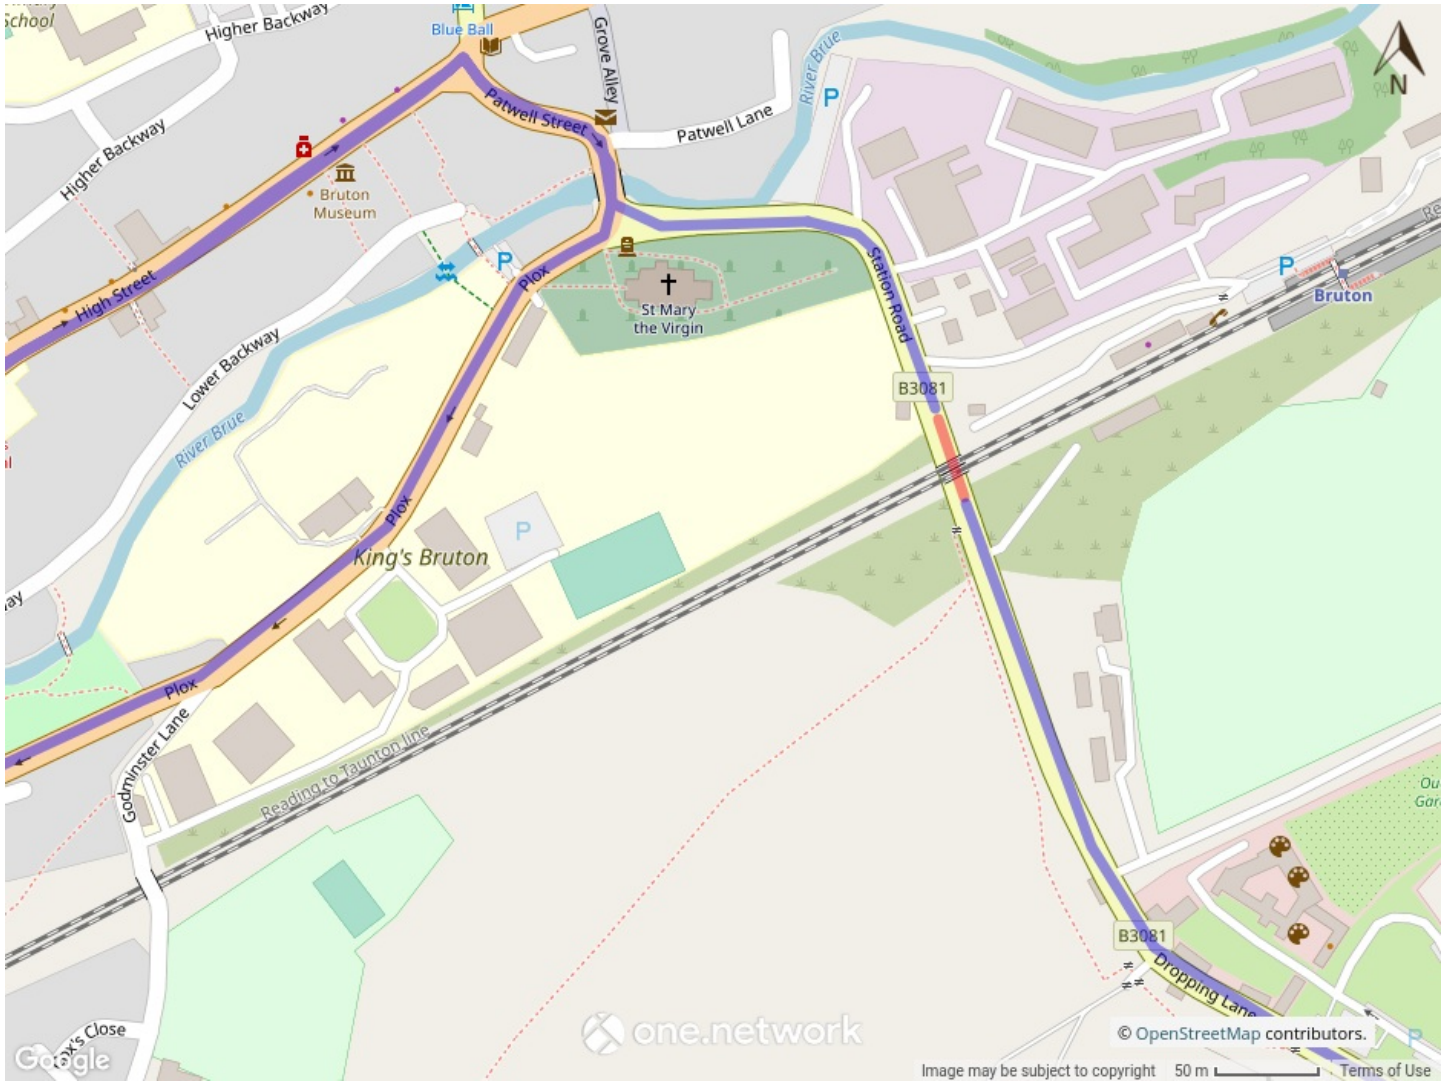 School
Higher Backway
Blue Ball
Grove Alley
River Brue
P
N
Patwell Street
Patwell Lane
Higher Backway
Bruton
Museum
P
Plox
Station Road
P
Bruton
High Street
St Mary
the Virgin
Lower Backway
River Brue
B3081
Plox
P
King's Bruton
Plox
Godminster Lane
Reading to Taunton line
B3081
Dropping Lane
P
one.network
© OpenStreetMap contributors.
Google
Image may be subject to copyright
50 m
Terms of Use